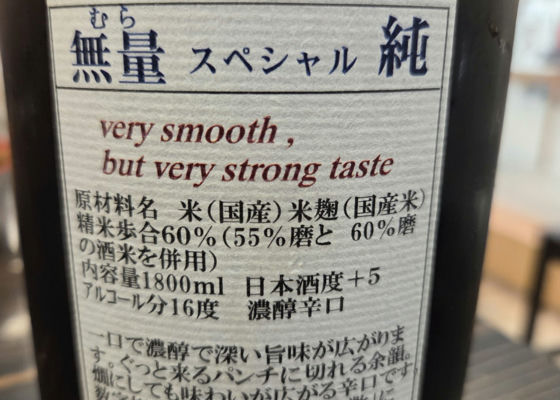 むら
無量 スペシャル 純
very smooth ,
but very strong taste
原材料名 米(国産)米麹(国産米)
精米歩合60%(55%磨と 60%磨
の酒米を併用)
内容量1800ml 日本酒度+5
アルコール分16度 濃醇辛口
一口で濃醇で深い旨味が広がりま
す。ぐっと来るパンチに切れる余韻。
燗にしても味わいが広がる辛口です。